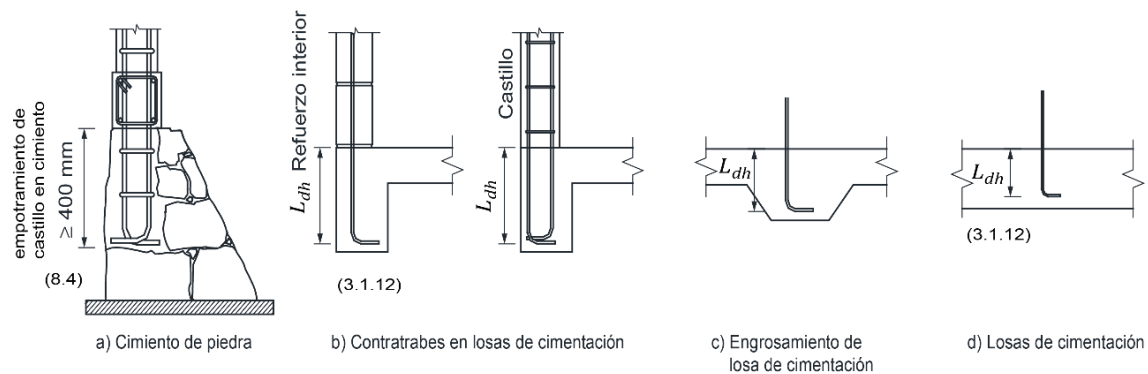 empotramiento de
castillo en cimiento
≥ 400 mm
(8.4)
a) Cimiento de piedra
Refuerzo interior
L_dh
Castillo
L_dh
(3.1.12)
b) Contratrabes en losas de cimentación
L_dh
c) Engrosamiento de
losa de cimentación
L_dh
(3.1.12)
d) Losas de cimentación